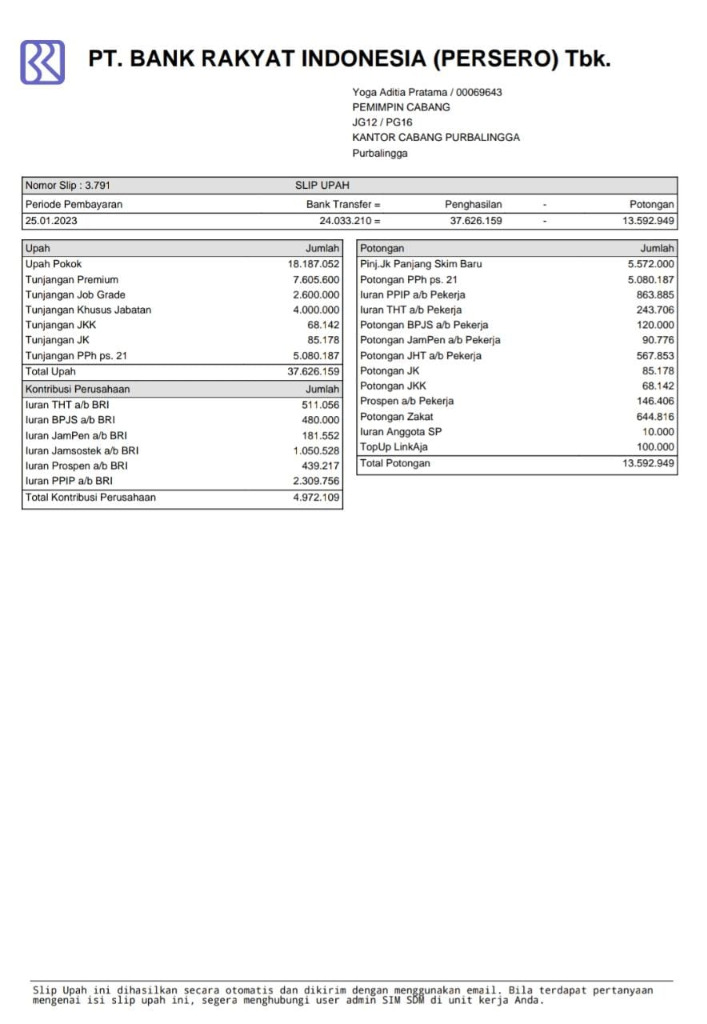 PT. BANK RAKYAT INDONESIA (PERSERO) Tbk.
Yoga Aditia Pratama / 00069643
PEMIMPIN CABANG
JG12 / PG16
KANTOR CABANG PURBALINGGA
Purbalingga
Nomor Slip : 3.791 SLIP UPAH
Periode Pembayaran Bank Transfer = Penghasilan - Potongan
25.01.2023 24.033.210 = 37.626.159 - 13.592.949
Upah Jumlah
Upah Pokok 18.187.052
Tunjangan Premium 7.605.600
Tunjangan Job Grade 2.600.000
Tunjangan Khusus Jabatan 4.000.000
Tunjangan JKK 68.142
Tunjangan JK 85.178
Tunjangan PPh ps. 21 5.080.187
Total Upah 37.626.159
Kontribusi Perusahaan Jumlah
Iuran THT a/b BRI 511.056
Iuran BPJS a/b BRI 480.000
Iuran JamPen a/b BRI 181.552
Iuran Jamsostek a/b BRI 1.050.528
Iuran Prospen a/b BRI 439.217
Iuran PPIP a/b BRI 2.309.756
Total Kontribusi Perusahaan 4.972.109
Potongan Jumlah
Pinj.Jk Panjang Skim Baru 5.572.000
Potongan PPh ps. 21 5.080.187
Iuran PPIP a/b Pekerja 863.885
Iuran THT a/b Pekerja 243.706
Potongan BPJS a/b Pekerja 120.000
Potongan JamPen a/b Pekerja 90.776
Potongan JHT a/b Pekerja 567.853
Potongan JK 85.178
Potongan JKK 68.142
Prospen a/b Pekerja 146.406
Potongan Zakat 644.816
Iuran Anggota SP 10.000
TopUp LinkAja 100.000
Total Potongan 13.592.949
Slip Upah ini dihasilkan secara otomatis dan dikirim dengan menggunakan email. Bila terdapat pertanyaan
mengenai isi slip upah ini, segera menghubungi user admin SIM SDM di unit kerja Anda.